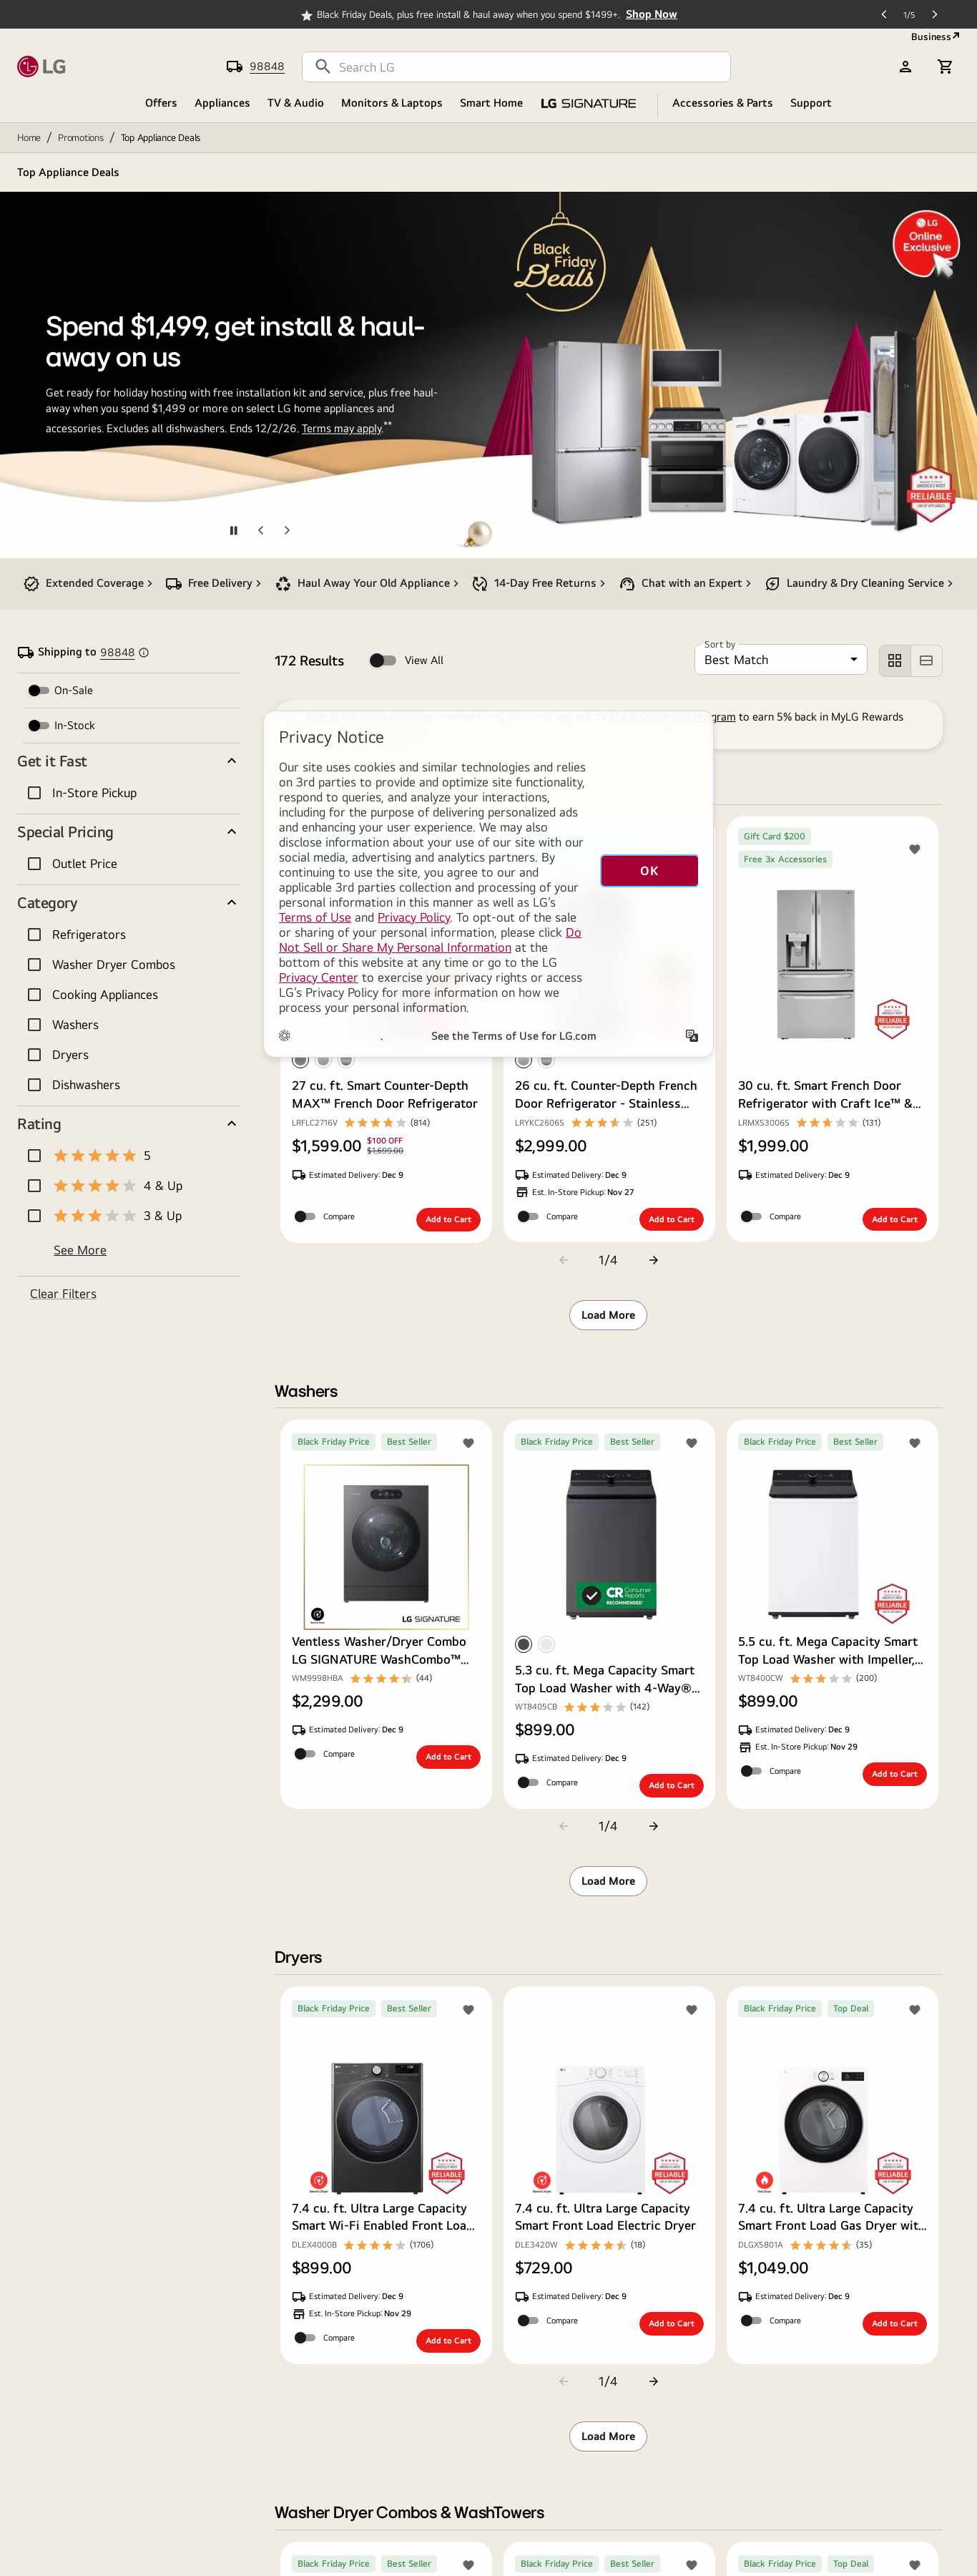 Black Friday Deals, plus free install & haul away when you spend $1499+. Shop Now
1/5
Business
LG
98848
Search LG
Offers
Appliances
TV & Audio
Monitors & Laptops
Smart Home
LG SIGNATURE
Accessories & Parts
Support
Home / Promotions / Top Appliance Deals
Top Appliance Deals
Black Friday Deals
LG
Online Exclusive
Spend $1,499, get install & haul-
away on us
Get ready for holiday hosting with free installation kit and service, plus free haul-
away when you spend $1,499 or more on select LG home appliances and
accessories. Excludes all dishwashers. Ends 12/2/26. Terms may apply.**
RELIABLE
Extended Coverage
Free Delivery
Haul Away Your Old Appliance
14-Day Free Returns
Chat with an Expert
Laundry & Dry Cleaning Service
Shipping to 98848
On-Sale
In-Stock
Get it Fast
In-Store Pickup
Special Pricing
Outlet Price
Category
Refrigerators
Washer Dryer Combos
Cooking Appliances
Washers
Dryers
Dishwashers
Rating
5
4 & Up
3 & Up
See More
Clear Filters
172 Results
View All
Sort by
Best Match
to earn 5% back in MyLG Rewards
Privacy Notice
Our site uses cookies and similar technologies and relies
on 3rd parties to provide and optimize site functionality,
respond to queries, and analyze your interactions,
including for the purpose of delivering personalized ads
and enhancing your user experience. We may also
disclose information about your use of our site with our
social media, advertising and analytics partners. By
continuing to use the site, you agree to our and
applicable 3rd parties collection and processing of your
personal information in this manner as well as LG’s
Terms of Use and Privacy Policy. To opt-out of the sale
or sharing of your personal information, please click Do
Not Sell or Share My Personal Information at the
bottom of this website at any time or go to the LG
Privacy Center to exercise your privacy rights or access
LG’s Privacy Policy for more information on how we
process your personal information.
OK
. See the Terms of Use for LG.com
27 cu. ft. Smart Counter-Depth
MAX™ French Door Refrigerator
LRFLC2716V (814)
$1,599.00 $100 OFF
$1,699.00
Estimated Delivery: Dec 9
Compare
Add to Cart
26 cu. ft. Counter-Depth French
Door Refrigerator - Stainless...
LRYKC2606S (251)
$2,999.00
Estimated Delivery: Dec 9
Est. In-Store Pickup: Nov 27
Compare
Add to Cart
Gift Card $200
Free 3x Accessories
RELIABLE
30 cu. ft. Smart French Door
Refrigerator with Craft Ice™ &...
LRMXS3006S (131)
$1,999.00
Estimated Delivery: Dec 9
Compare
Add to Cart
1/4
Load More
Washers
Black Friday Price
Best Seller
LG SIGNATURE
Ventless Washer/Dryer Combo
LG SIGNATURE WashCombo™...
WM9998HBA (44)
$2,299.00
Estimated Delivery: Dec 9
Compare
Add to Cart
Black Friday Price
Best Seller
CR Consumer Reports
RECOMMENDED
5.3 cu. ft. Mega Capacity Smart
Top Load Washer with 4-Way®...
WT8405CB (142)
$899.00
Estimated Delivery: Dec 9
Compare
Add to Cart
Black Friday Price
Best Seller
RELIABLE
5.5 cu. ft. Mega Capacity Smart
Top Load Washer with Impeller,...
WT8400CW (200)
$899.00
Estimated Delivery: Dec 9
Est. In-Store Pickup: Nov 29
Compare
Add to Cart
1/4
Load More
Dryers
Black Friday Price
Best Seller
RELIABLE
7.4 cu. ft. Ultra Large Capacity
Smart Wi-Fi Enabled Front Loa...
DLEX4000B (1706)
$899.00
Estimated Delivery: Dec 9
Est. In-Store Pickup: Nov 29
Compare
Add to Cart
RELIABLE
7.4 cu. ft. Ultra Large Capacity
Smart Front Load Electric Dryer
DLE3420W (18)
$729.00
Estimated Delivery: Dec 9
Compare
Add to Cart
Black Friday Price
Top Deal
RELIABLE
7.4 cu. ft. Ultra Large Capacity
Smart Front Load Gas Dryer wit...
DLGX5801A (35)
$1,049.00
Estimated Delivery: Dec 9
Compare
Add to Cart
1/4
Load More
Washer Dryer Combos & WashTowers
Black Friday Price
Best Seller
Black Friday Price
Best Seller
Black Friday Price
Top Deal